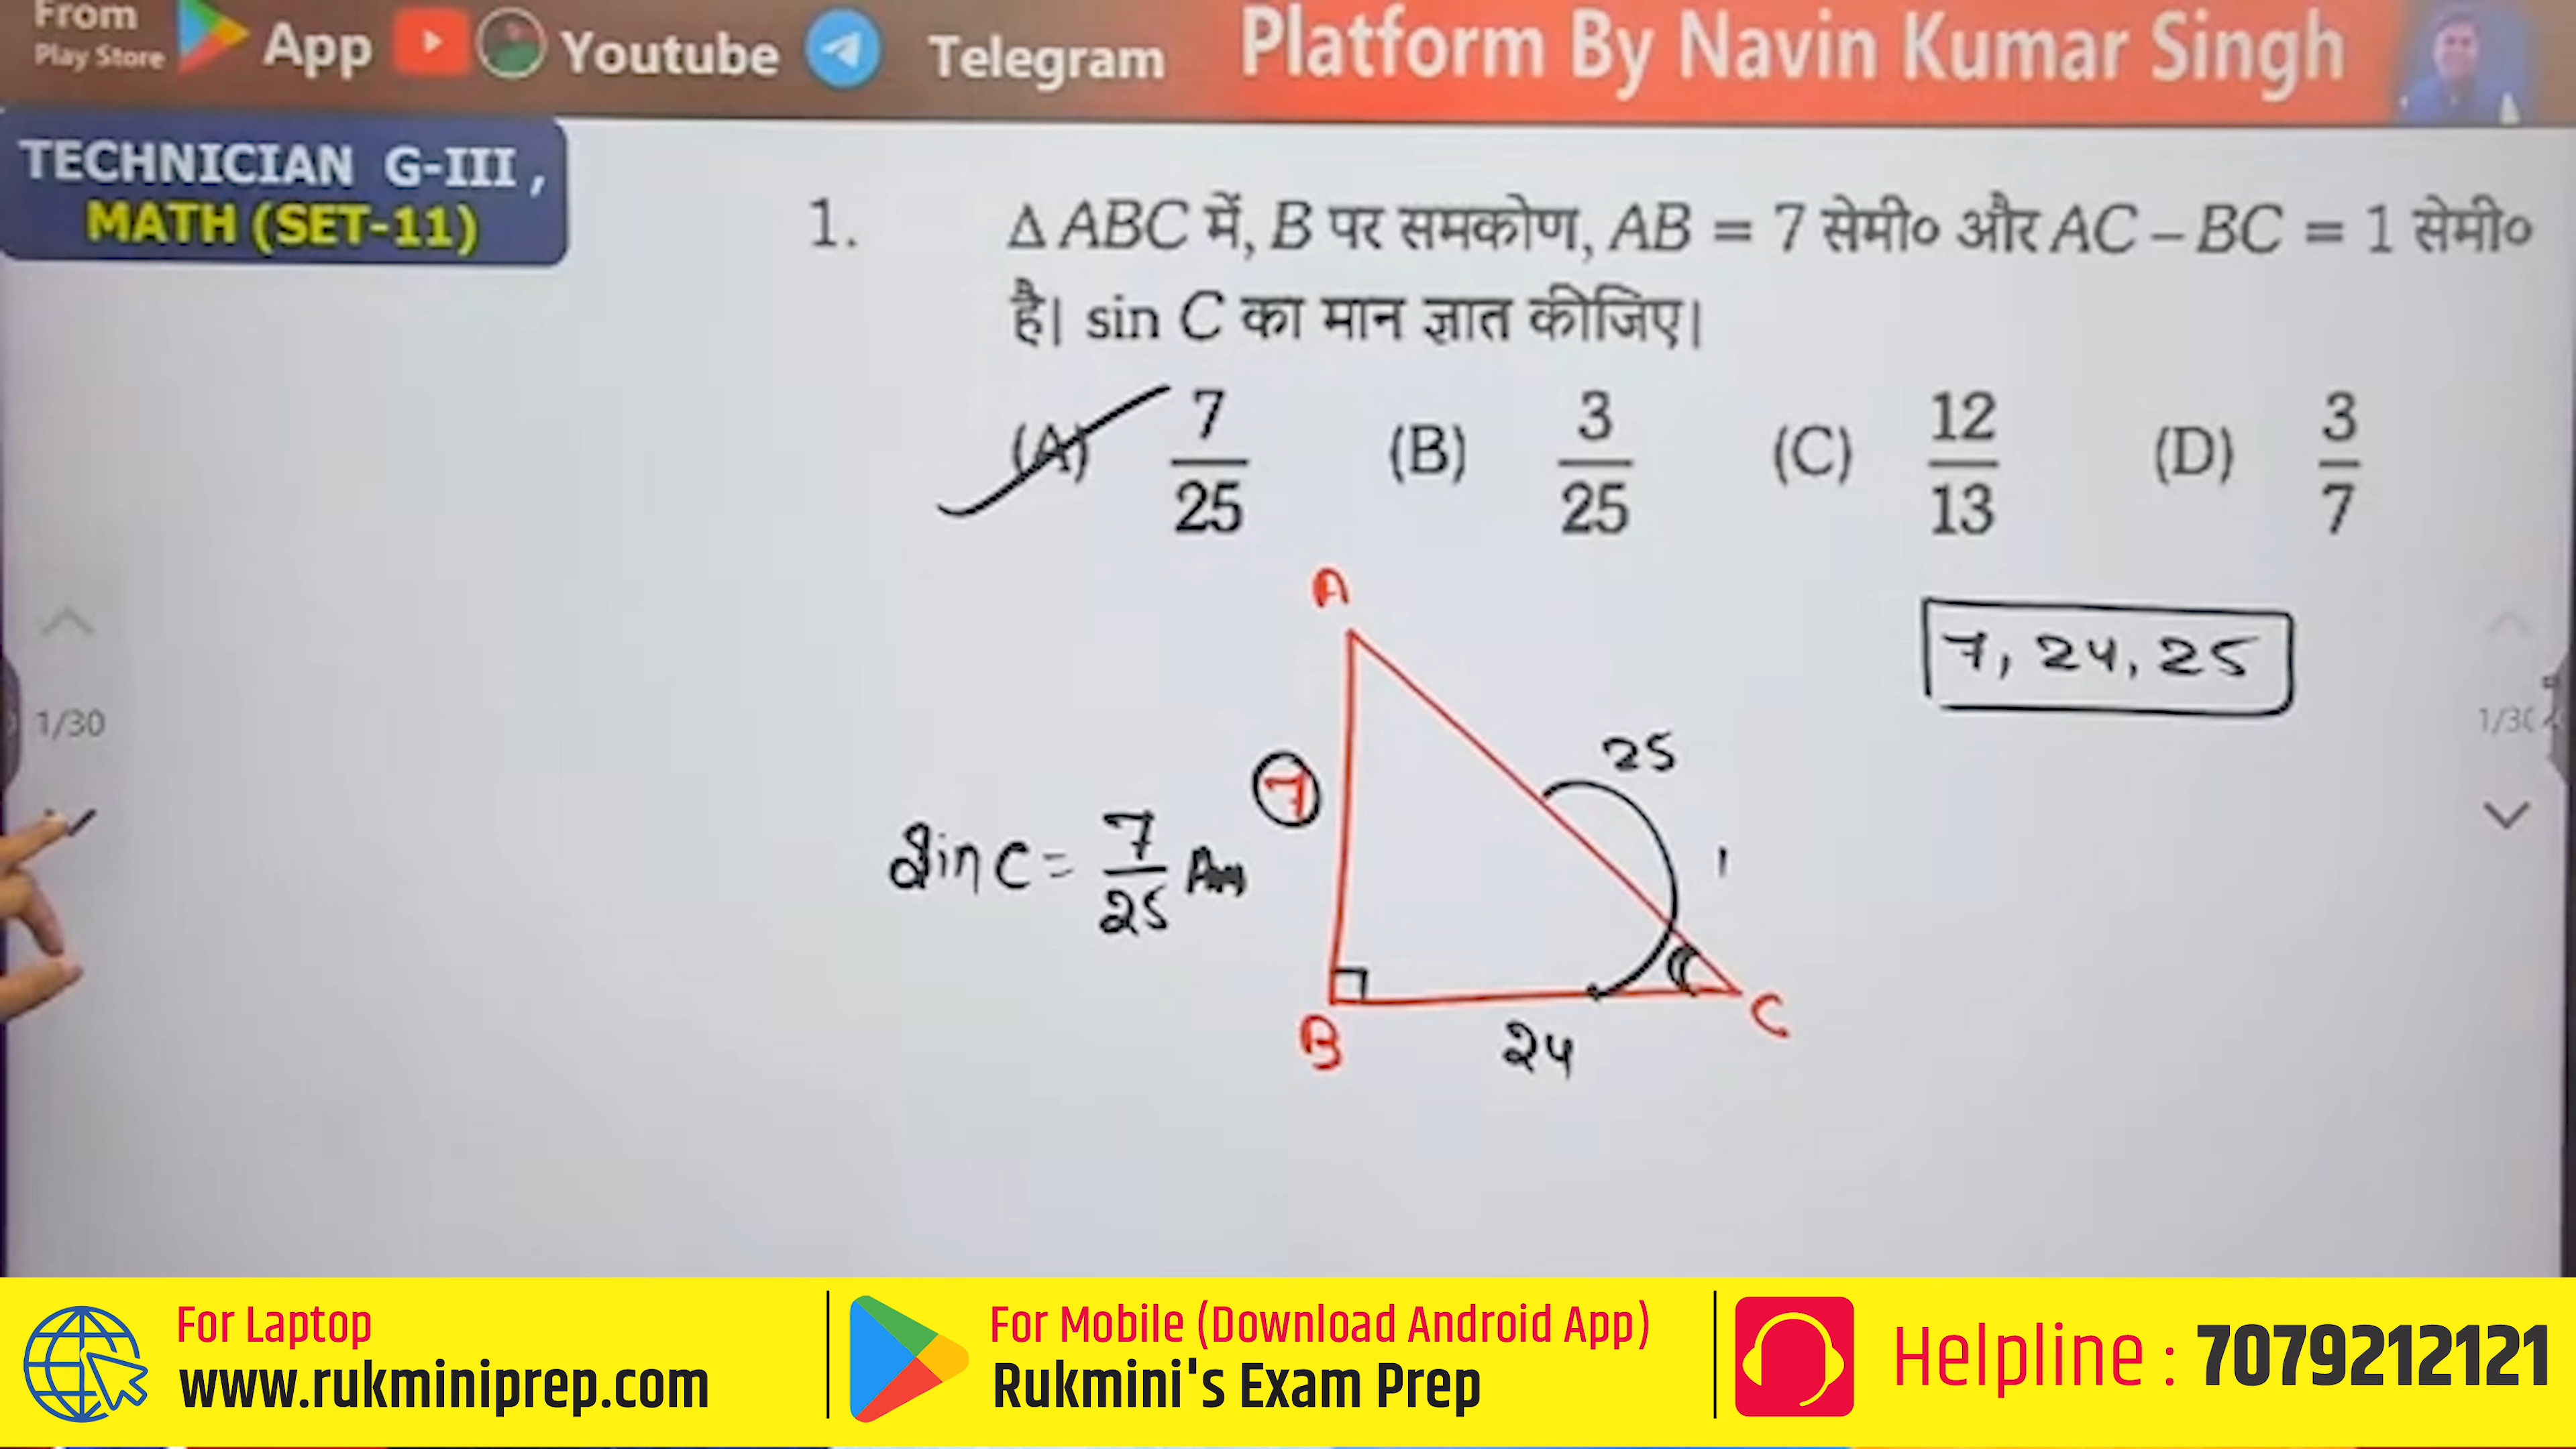 From
Play Store
App
Youtube
Telegram
Platform By Navin Kumar Singh
TECHNICIAN G-III ,
MATH (SET-11)
1. Δ ABC में, B पर समकोण, AB = 7 सेमी० और AC – BC = 1 सेमी०
है। sin C का मान ज्ञात कीजिए।
(A) 7/25 (B) 3/25 (C) 12/13 (D) 3/7
A
7, 24, 25
1/30
25
7
1
Sin C = 7/25 Ans
B
C
24
For Laptop
www.rukminiprep.com
For Mobile (Download Android App)
Rukmini's Exam Prep
Helpline : 7079212121